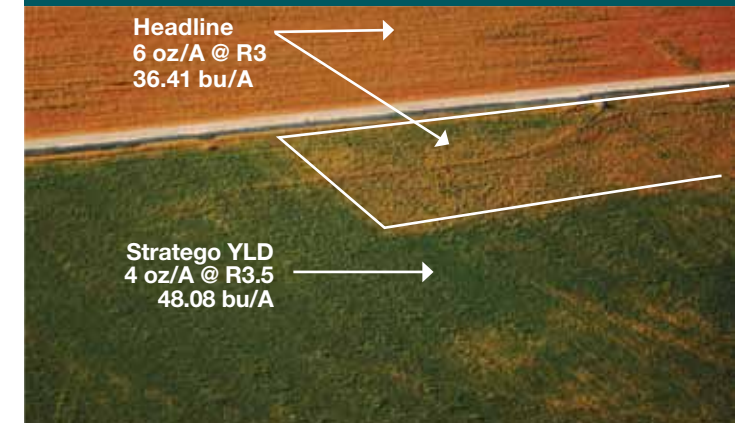 Headline
6 oz/A @ R3
36.41 bu/A
Stratego YLD
4 oz/A @ R3.5
48.08 bu/A